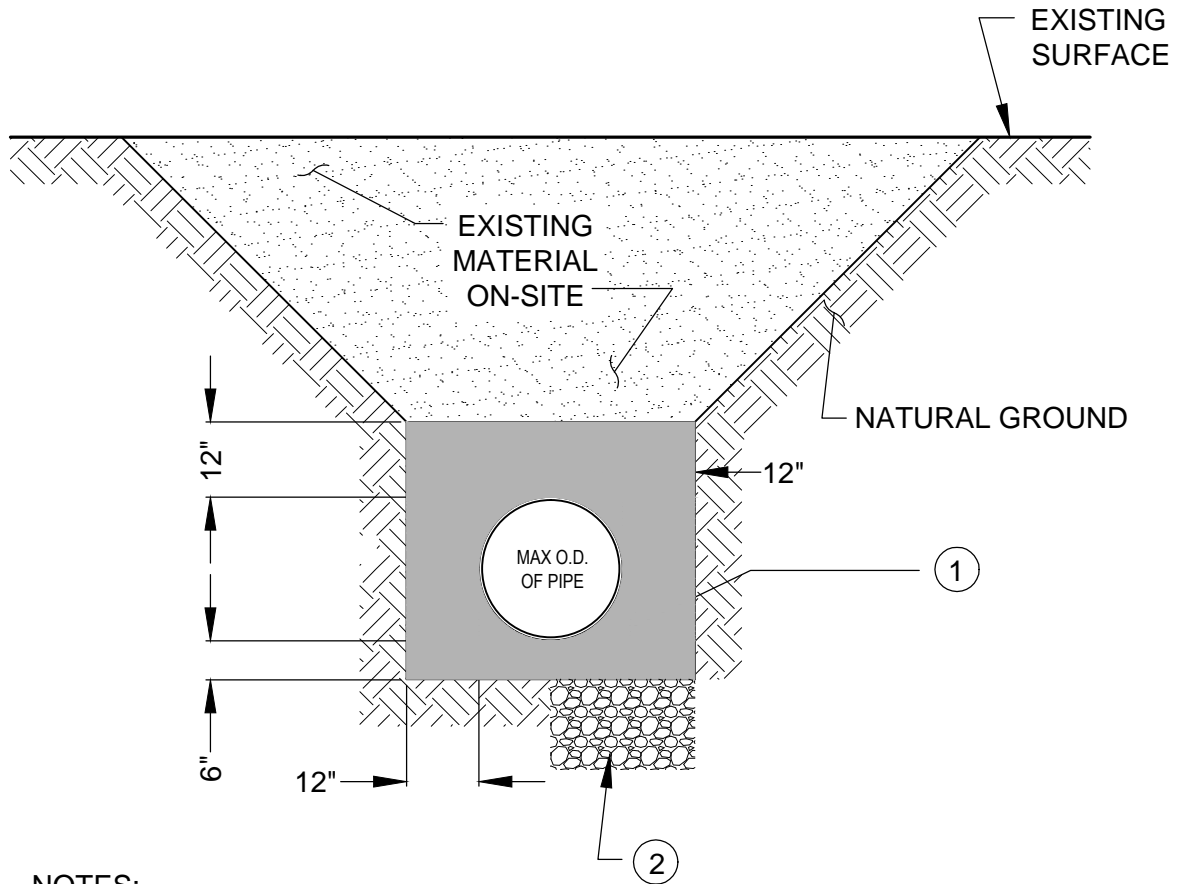 EXISTING
SURFACE
EXISTING
MATERIAL
ON-SITE
NATURAL GROUND
12"
12"
MAX O.D.
OF PIPE
1
6"
12"
2
NOTES: